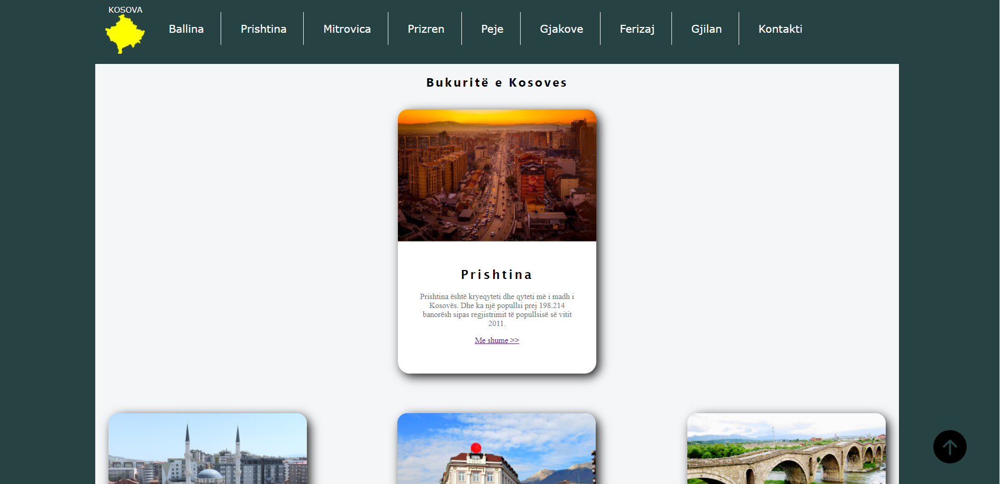 KOSOVA
Ballina
Prishtina
Mitrovica
Prizren
Peje
Gjakove
Ferizaj
Gjilan
Kontakti
Bukuritë e Kosoves
Prishtina
Prishtina është kryeqyteti dhe qyteti më i madh i
Kosovës. Dhe ka një popullsi prej 198.214
banorësh sipas regjistrimit të popullsisë së vitit
2011.
Me shume >>